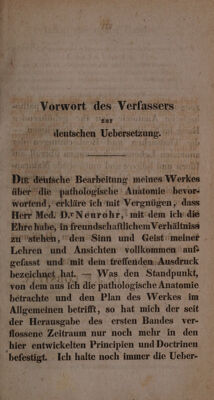 Vorwort des Verfassers
zur
deutschen Uebersetzung.
Die deutsche Bearbeitung meines Werkes
über die pathologische Anatomie bevor-
wortend, erkläre ich mit Vergnügen, dass
Herr Med. D.r Neurohr, mit dem ich die
Ehre habe, in freundschaftlichem Verhältniss
zu stehen, den Sinn und Geist meiner
Lehren und Ansichten vollkommen auf-
gefasst und mit dem treffenden Ausdruck
bezeichnet hat. — Was den Standpunkt,
von dem aus ich die pathologische Anatomie
betrachte und den Plan des Werkes im
Allgemeinen betrifft, so hat mich der seit
der Herausgabe des ersten Bandes ver-
flossene Zeitraum nur noch mehr in den
hier entwickelten Principien und Doctrinen
befestigt. Ich halte noch immer die Ueber-